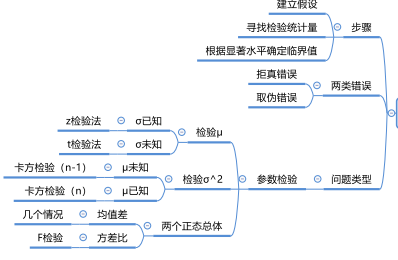 建立假设
寻找检验统计量
步骤
根据显著水平确定临界值
拒真错误
两类错误
取伪错误
z检验法
σ已知
检验μ
t检验法
σ未知
卡方检验（n-1）
μ未知
检验σ^2
参数检验
问题类型
卡方检验（n）
μ已知
几个情况
均值差
两个正态总体
F检验
方差比